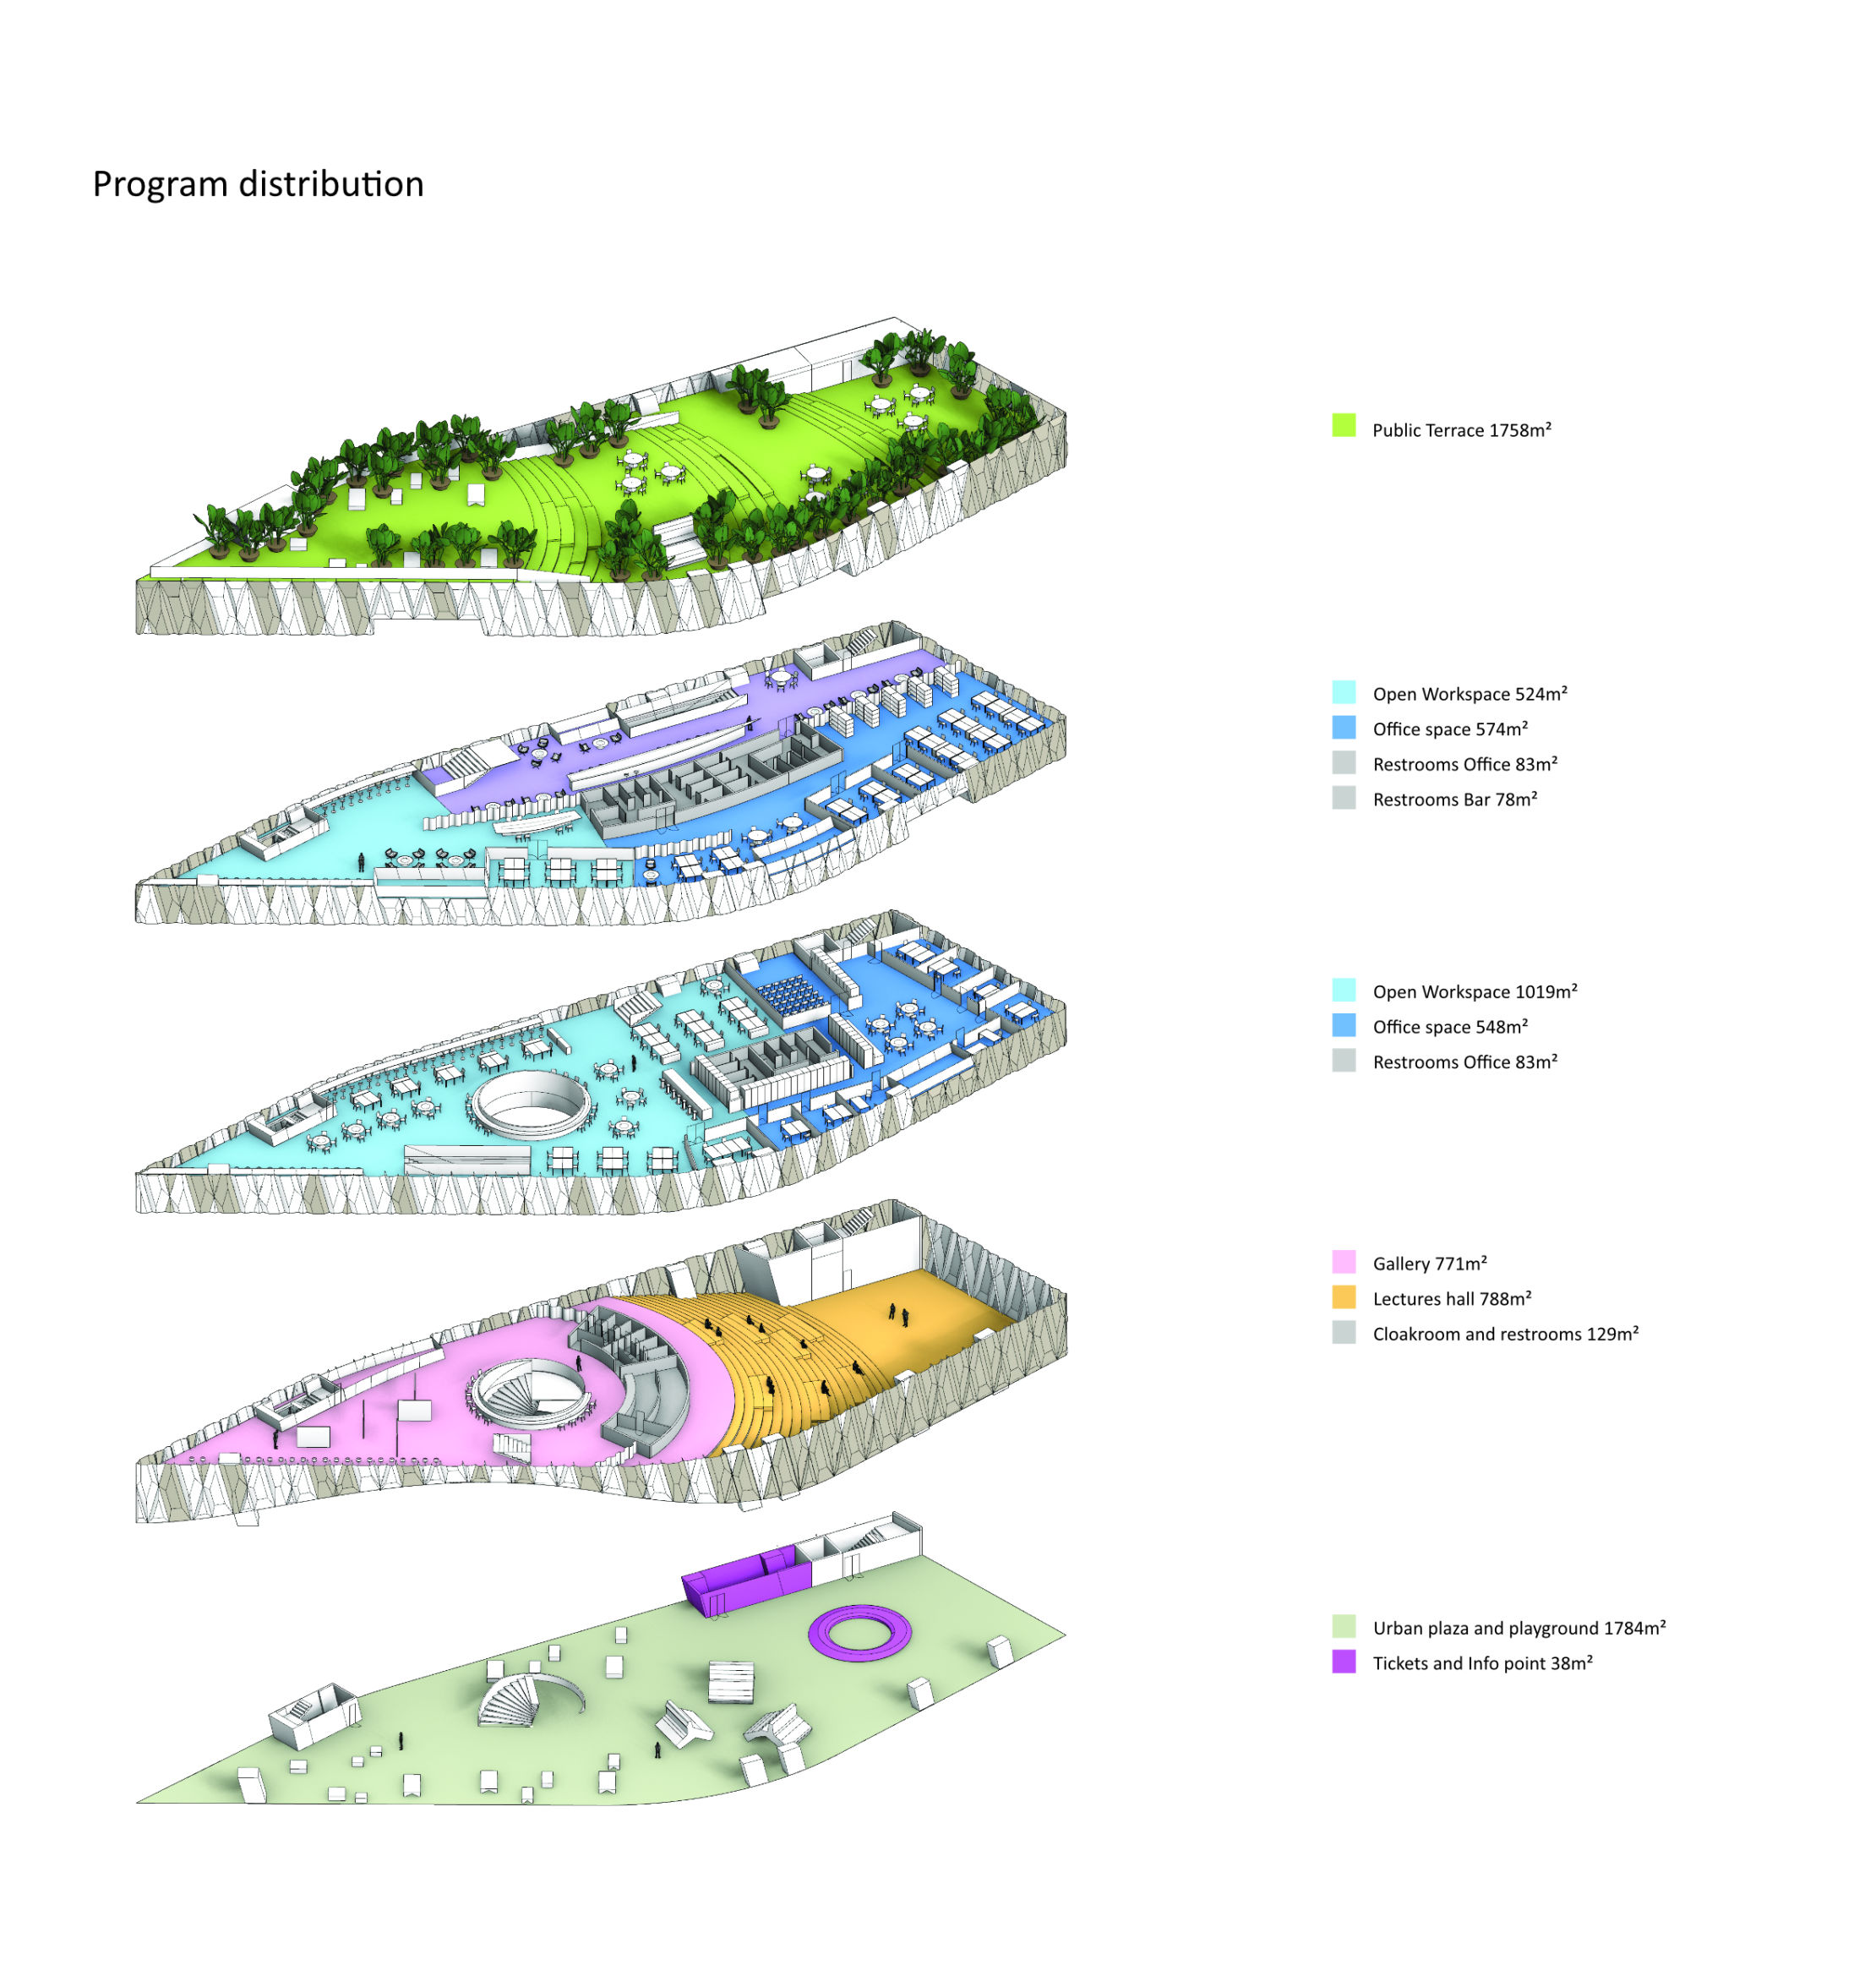 Program distribution
Public Terrace 1758m²
Open Workspace 524m²
Office space 574m²
Restrooms Office 83m²
Restrooms Bar 78m²
Open Workspace 1019m²
Office space 548m²
Restrooms Office 83m²
Gallery 771m²
Lectures hall 788m²
Cloakroom and restrooms 129m²
Urban plaza and playground 1784m²
Tickets and Info point 38m²